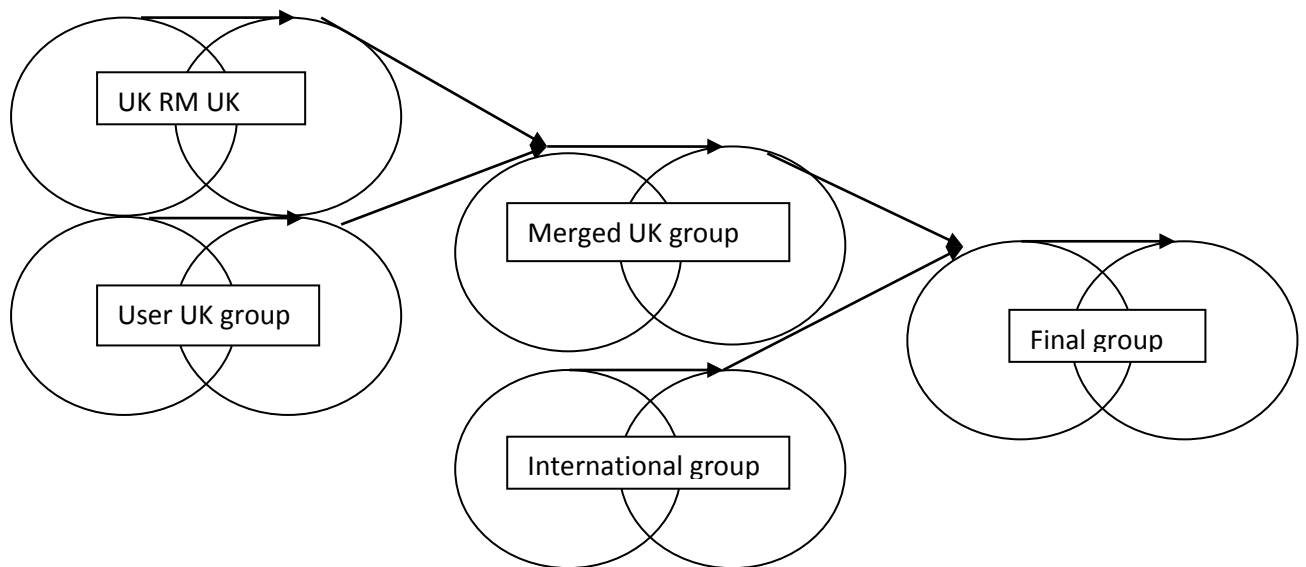 UK RM UK
User UK group
Merged UK group
International group
Final group